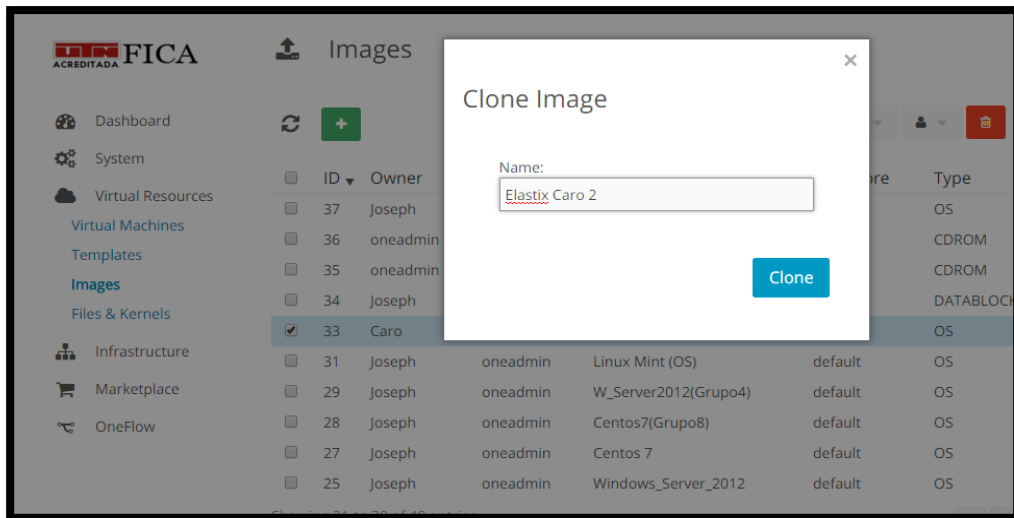 UTN FICA
ACREDITADA
Images
×
Clone Image
Name:
Elastix Caro 2
Clone
Dashboard
System
Virtual Resources
Virtual Machines
Templates
Images
Files & Kernels
Infrastructure
Marketplace
OneFlow
ID Owner Type
37 Joseph OS
36 oneadmin CDROM
35 oneadmin CDROM
34 Joseph DATABLOCK
33 Caro OS
31 Joseph oneadmin Linux Mint (OS) default OS
29 Joseph oneadmin W_Server2012(Grupo4) default OS
28 Joseph oneadmin Centos7(Grupo8) default OS
27 Joseph oneadmin Centos 7 default OS
25 Joseph oneadmin Windows_Server_2012 default OS